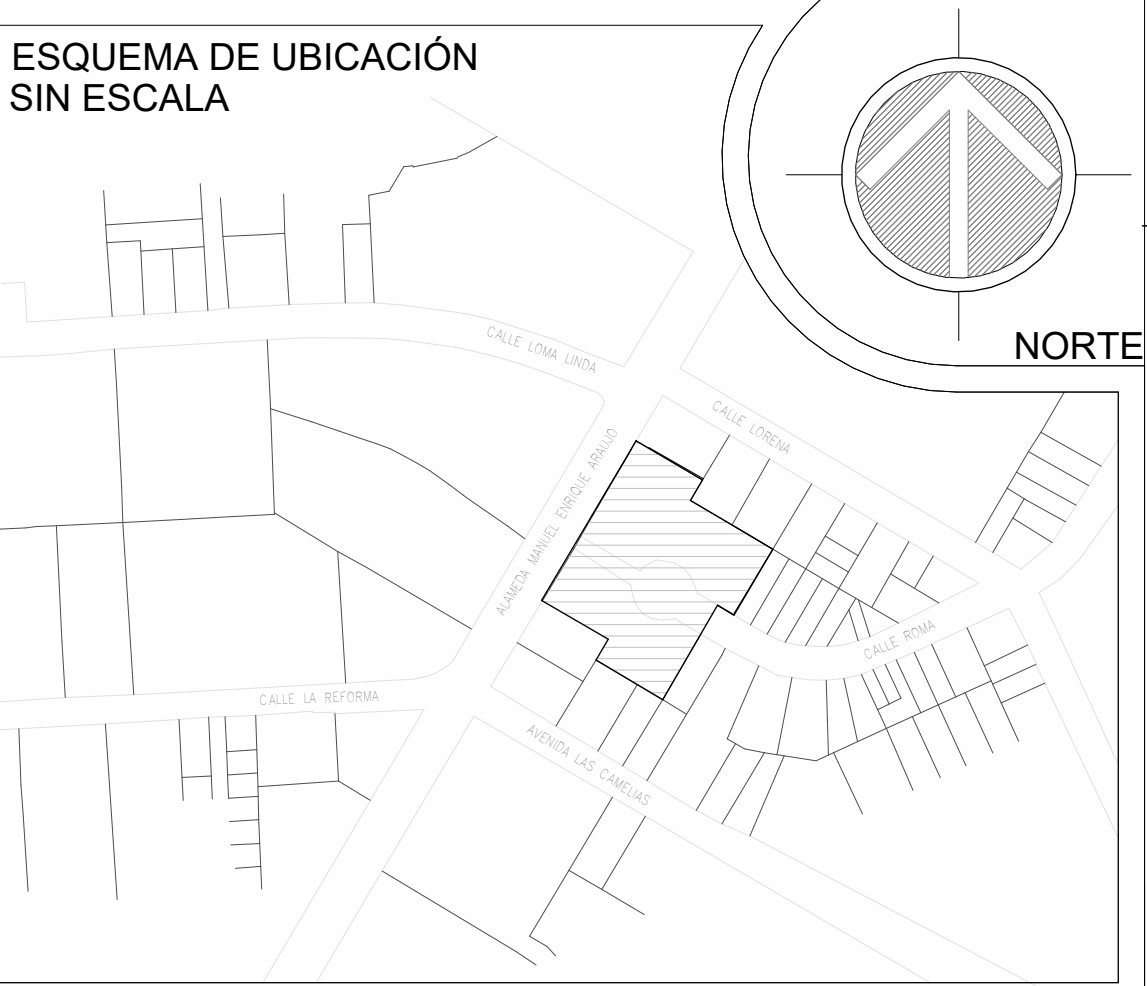 ESQUEMA DE UBICACIÓN
SIN ESCALA
NORTE
CALLE LOMA LINDA
CALLE LORENA
ALAMEDA MANUEL ENRIQUE ARAUJO
CALLE ROMA
CALLE LA REFORMA
AVENIDA LAS CAMELIAS